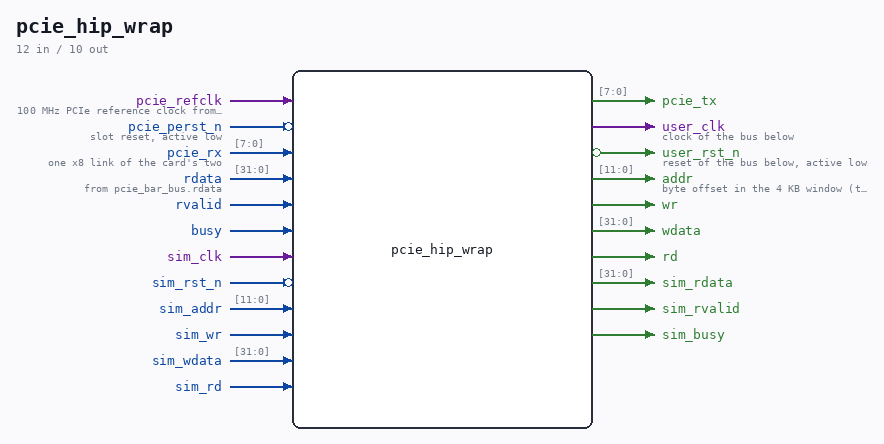 pcie_hip_wrap
12 in / 10 out
pcie_refclk
100 MHz PCIe reference clock from…
pcie_perst_n
slot reset, active low
pcie_rx
[7:0]
one x8 link of the card's two
rdata
[31:0]
from pcie_bar_bus.rdata
rvalid
busy
sim_clk
sim_rst_n
sim_addr
[11:0]
sim_wr
sim_wdata
[31:0]
sim_rd
pcie_hip_wrap
[7:0]
pcie_tx
user_clk
clock of the bus below
user_rst_n
reset of the bus below, active low
[11:0]
addr
byte offset in the 4 KB window (t…
wr
[31:0]
wdata
rd
[31:0]
sim_rdata
sim_rvalid
sim_busy